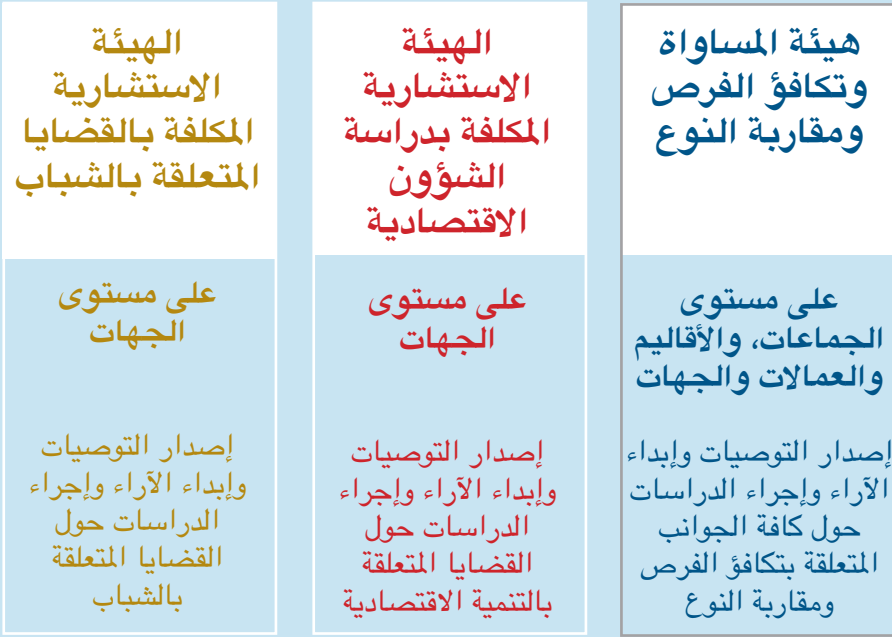 هيئة المساواة
وتكافؤ الفرص
ومقاربة النوع
على مستوى
الجماعات، والأقاليم
والعمالات والجهات
إصدار التوصيات وإبداء
الآراء وإجراء الدراسات
حول كافة الجوانب
المتعلقة بتكافؤ الفرص
ومقاربة النوع
الهيئة
الاستشارية
المكلفة بدراسة
الشؤون
الاقتصادية
على مستوى
الجهات
إصدار التوصيات
وإبداء الآراء وإجراء
الدراسات حول
القضايا المتعلقة
بالتنمية الاقتصادية
الهيئة
الاستشارية
المكلفة بالقضايا
المتعلقة بالشباب
على مستوى
الجهات
إصدار التوصيات
وإبداء الآراء وإجراء
الدراسات حول
القضايا المتعلقة
بالشباب